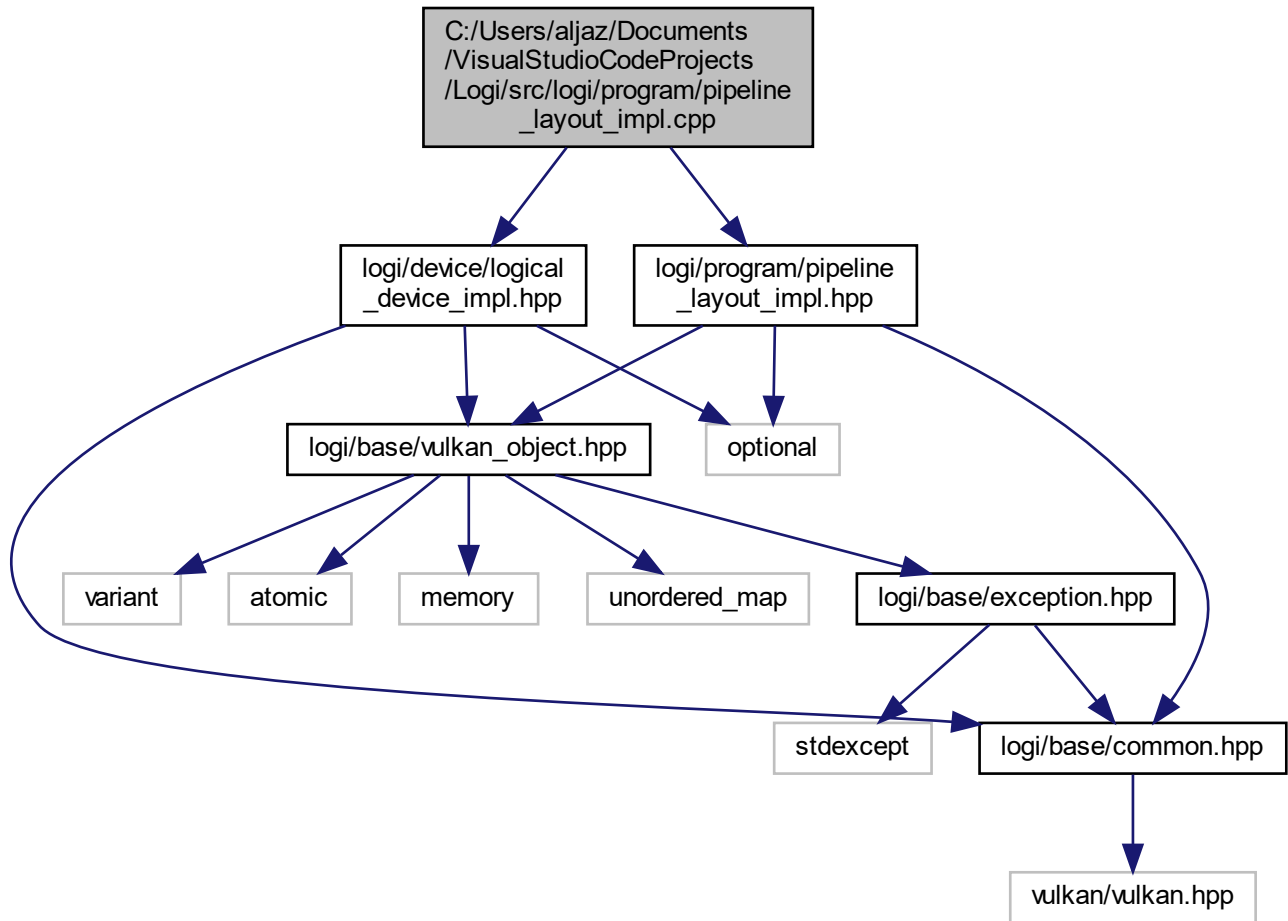 C:/Users/aljaz/Documents
/VisualStudioCodeProjects
/Logi/src/logi/program/pipeline
_layout_impl.cpp
logi/device/logical
_device_impl.hpp
logi/program/pipeline
_layout_impl.hpp
logi/base/vulkan_object.hpp
optional
variant
atomic
memory
unordered_map
logi/base/exception.hpp
stdexcept
logi/base/common.hpp
vulkan/vulkan.hpp